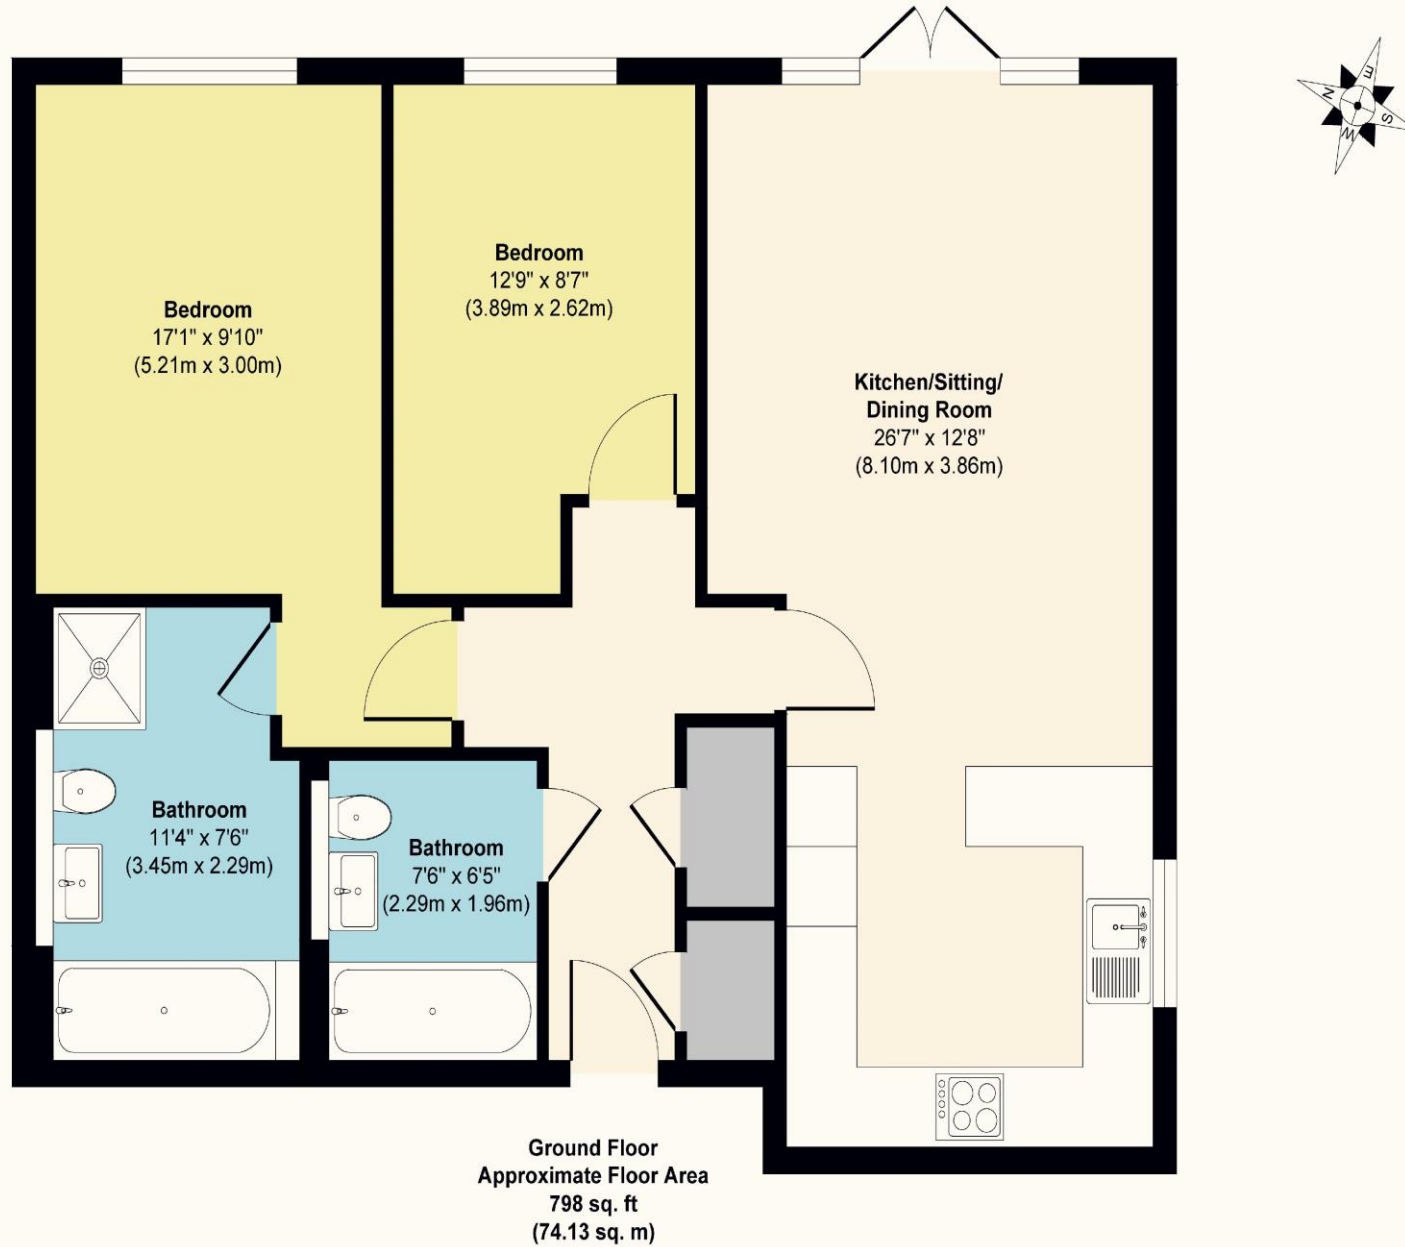 N
E
S
W
Bedroom
17'1" x 9'10"
(5.21m x 3.00m)
Bedroom
12'9" x 8'7"
(3.89m x 2.62m)
Kitchen/Sitting/
Dining Room
26'7" x 12'8"
(8.10m x 3.86m)
Bathroom
11'4" x 7'6"
(3.45m x 2.29m)
Bathroom
7'6" x 6'5"
(2.29m x 1.96m)
Ground Floor
Approximate Floor Area
798 sq. ft
(74.13 sq. m)